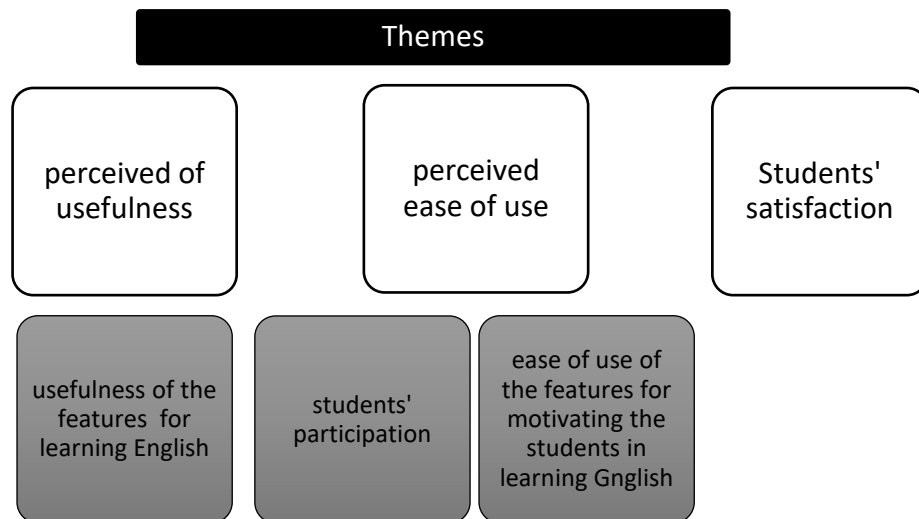 Themes
perceived of
usefulness
perceived
ease of use
Students'
satisfaction
usefulness of the
features for
learning English
students'
participation
ease of use of
the features for
motivating the
students in
learning Gnglish